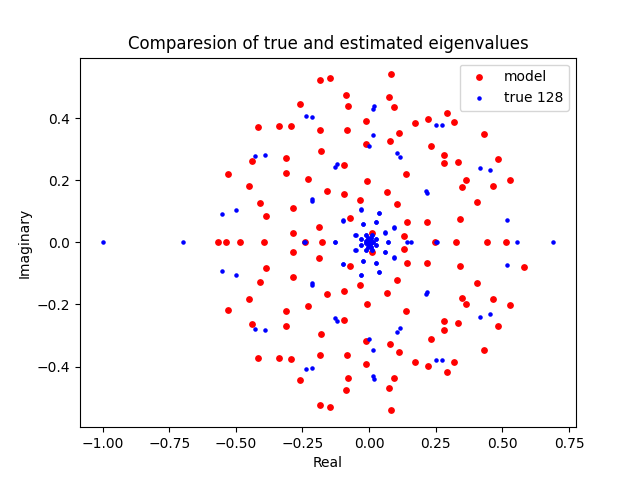 Comparesion of true and estimated eigenvalues
model
true 128
0.4
0.2
0.0
−0.2
−0.4
Imaginary
−1.00
−0.75
−0.50
−0.25
0.00
0.25
0.50
0.75
Real